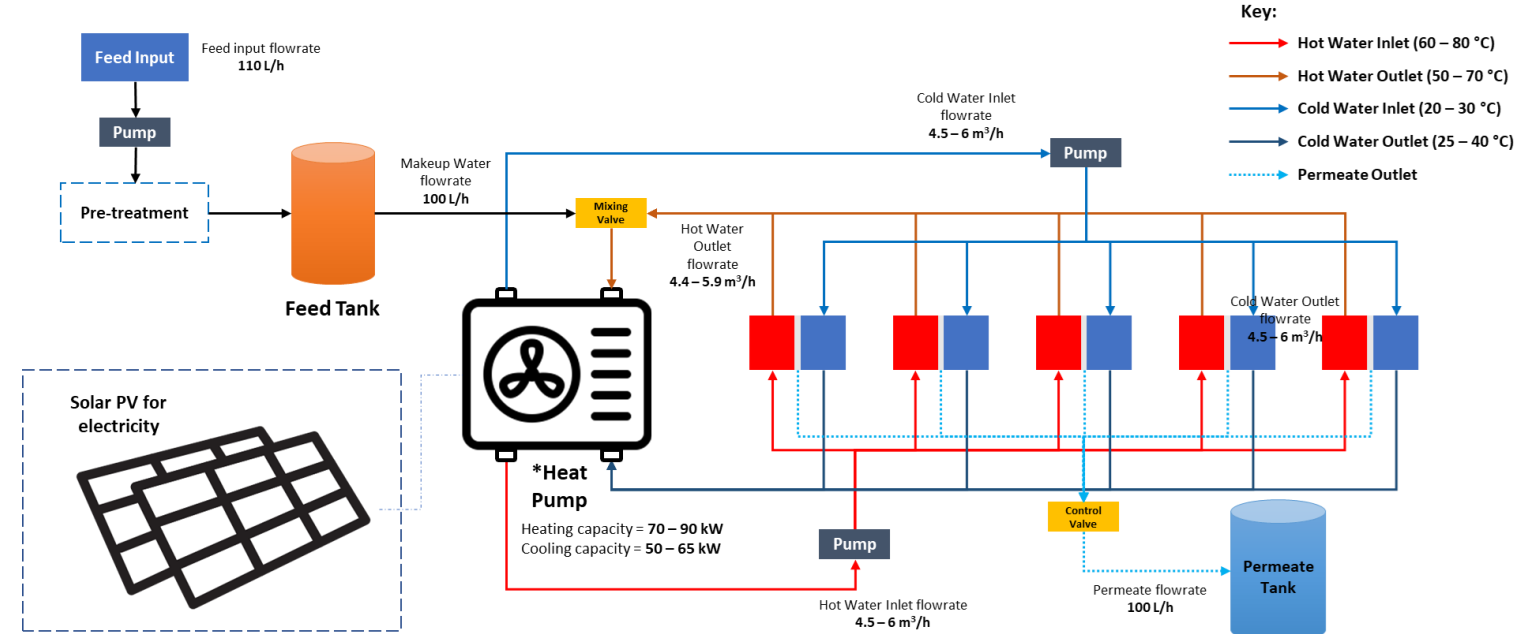 Key:
Hot Water Inlet (60 – 80 °C)
Hot Water Outlet (50 – 70 °C)
Cold Water Inlet (20 – 30 °C)
Cold Water Outlet (25 – 40 °C)
Permeate Outlet
Feed Input
Feed input flowrate
110 L/h
Pump
Pre-treatment
Feed Tank
Makeup Water
flowrate
100 L/h
Mixing
Valve
Cold Water Inlet
flowrate
4.5 – 6 m³/h
Pump
Hot Water
Outlet
flowrate
4.4 – 5.9 m³/h
Cold Water Outlet
flowrate
4.5 – 6 m³/h
Solar PV for
electricity
*Heat
Pump
Heating capacity = 70 – 90 kW
Cooling capacity = 50 – 65 kW
Pump
Hot Water Inlet flowrate
4.5 – 6 m³/h
Control
Valve
Permeate flowrate
100 L/h
Permeate
Tank